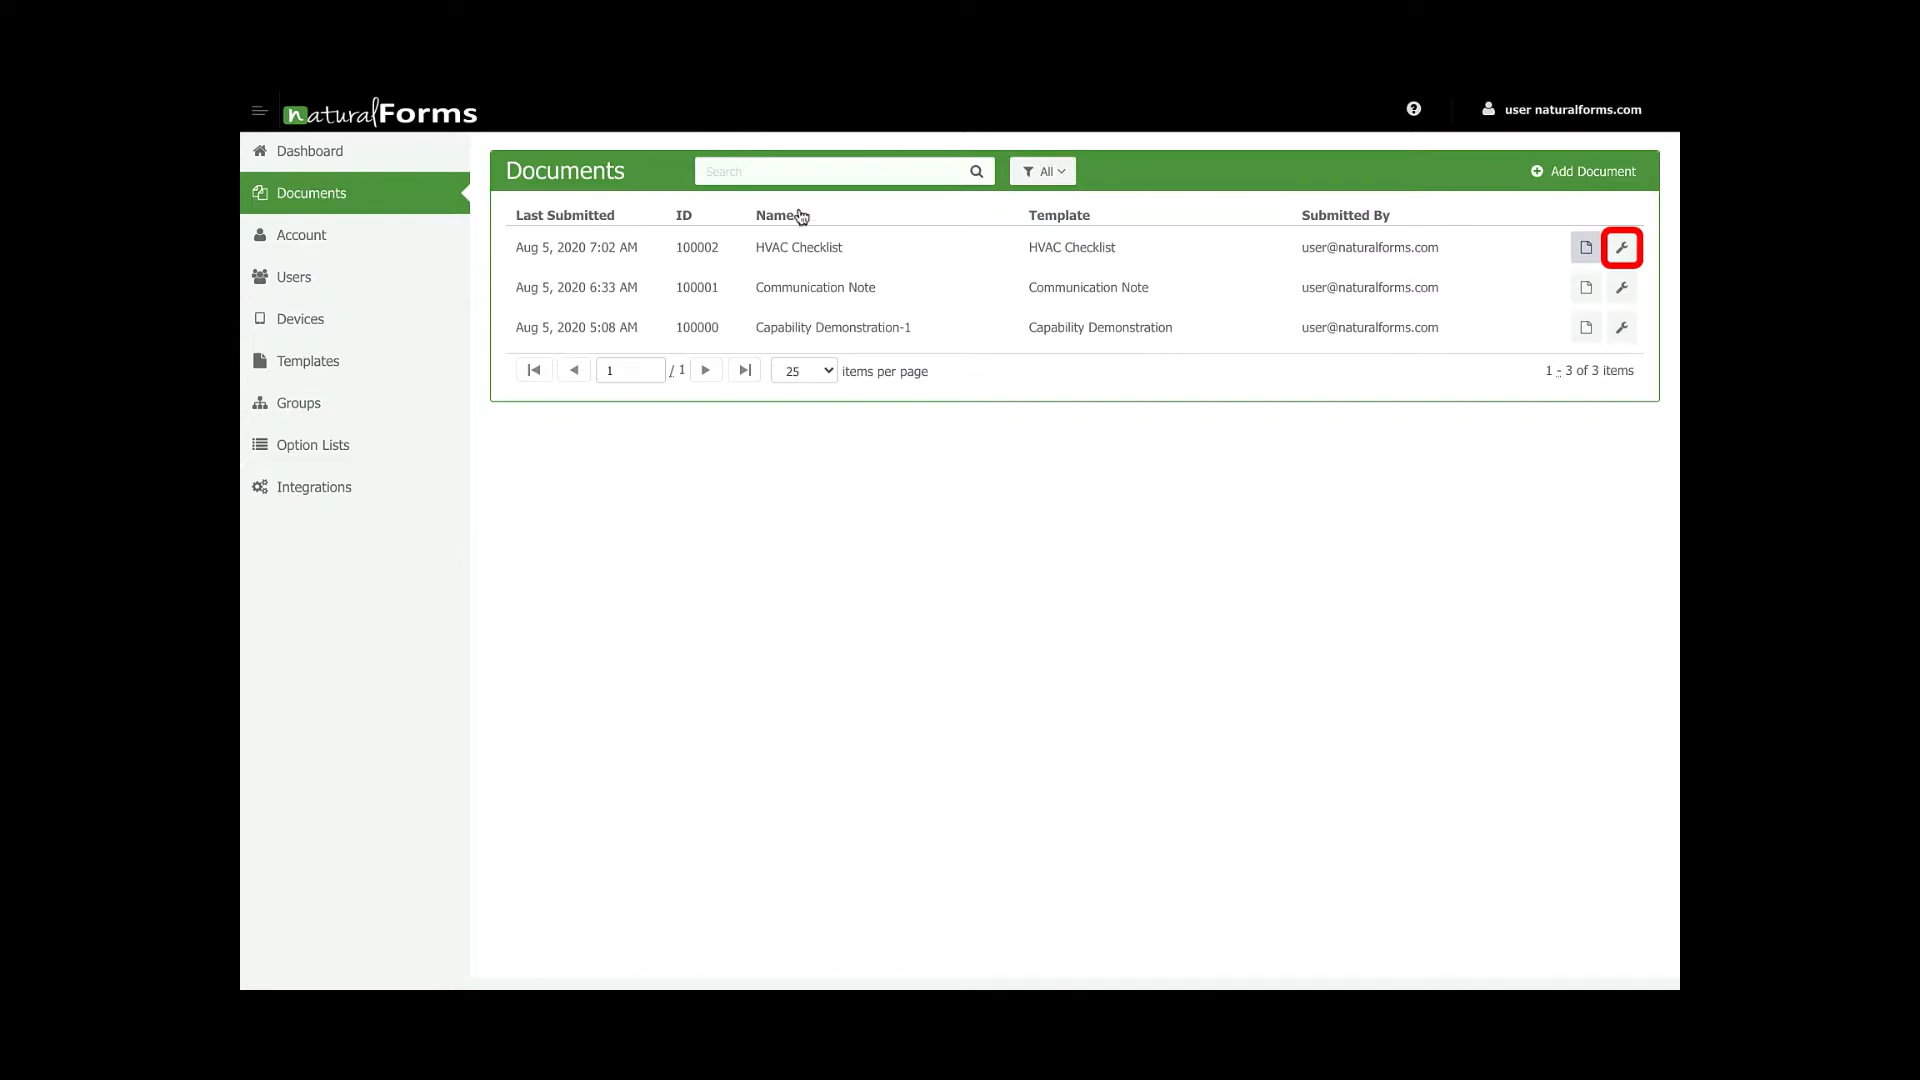 naturalForms
user naturalforms.com
Dashboard
Documents
Account
Users
Devices
Templates
Groups
Option Lists
Integrations
Documents
Search
All
Add Document
Last Submitted ID Name Template Submitted By
Aug 5, 2020 7:02 AM 100002 HVAC Checklist HVAC Checklist user@naturalforms.com
Aug 5, 2020 6:33 AM 100001 Communication Note Communication Note user@naturalforms.com
Aug 5, 2020 5:08 AM 100000 Capability Demonstration-1 Capability Demonstration user@naturalforms.com
1 / 1 25 items per page 1 - 3 of 3 items